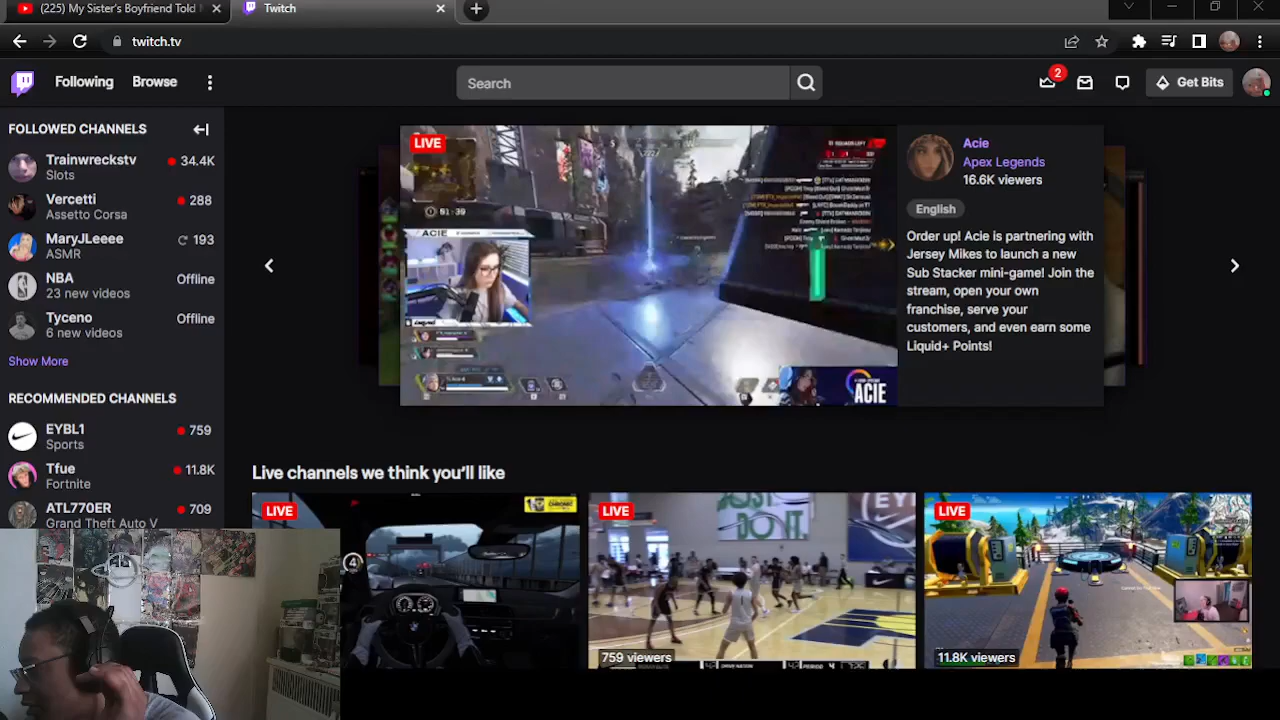 (225) My Sister's Boyfriend Told
Twitch
twitch.tv
Following
Browse
Search
2
Get Bits
FOLLOWED CHANNELS
Trainwreckstv
34.4K
Slots
Vercetti
288
Assetto Corsa
MaryJLeeee
193
ASMR
NBA
Offline
23 new videos
Tyceno
Offline
6 new videos
Show More
RECOMMENDED CHANNELS
EYBL1
759
Sports
Tfue
11.8K
Fortnite
ATL770ER
709
Grand Theft Auto V
LIVE
ACIE
ACIE
Acie
Apex Legends
16.6K viewers
English
Order up! Acie is partnering with
Jersey Mikes to launch a new
Sub Stacker mini-game! Join the
stream, open your own
franchise, serve your
customers, and even earn some
Liquid+ Points!
Live channels we think you'll like
LIVE
4
LIVE
759 viewers
LIVE
11.8K viewers